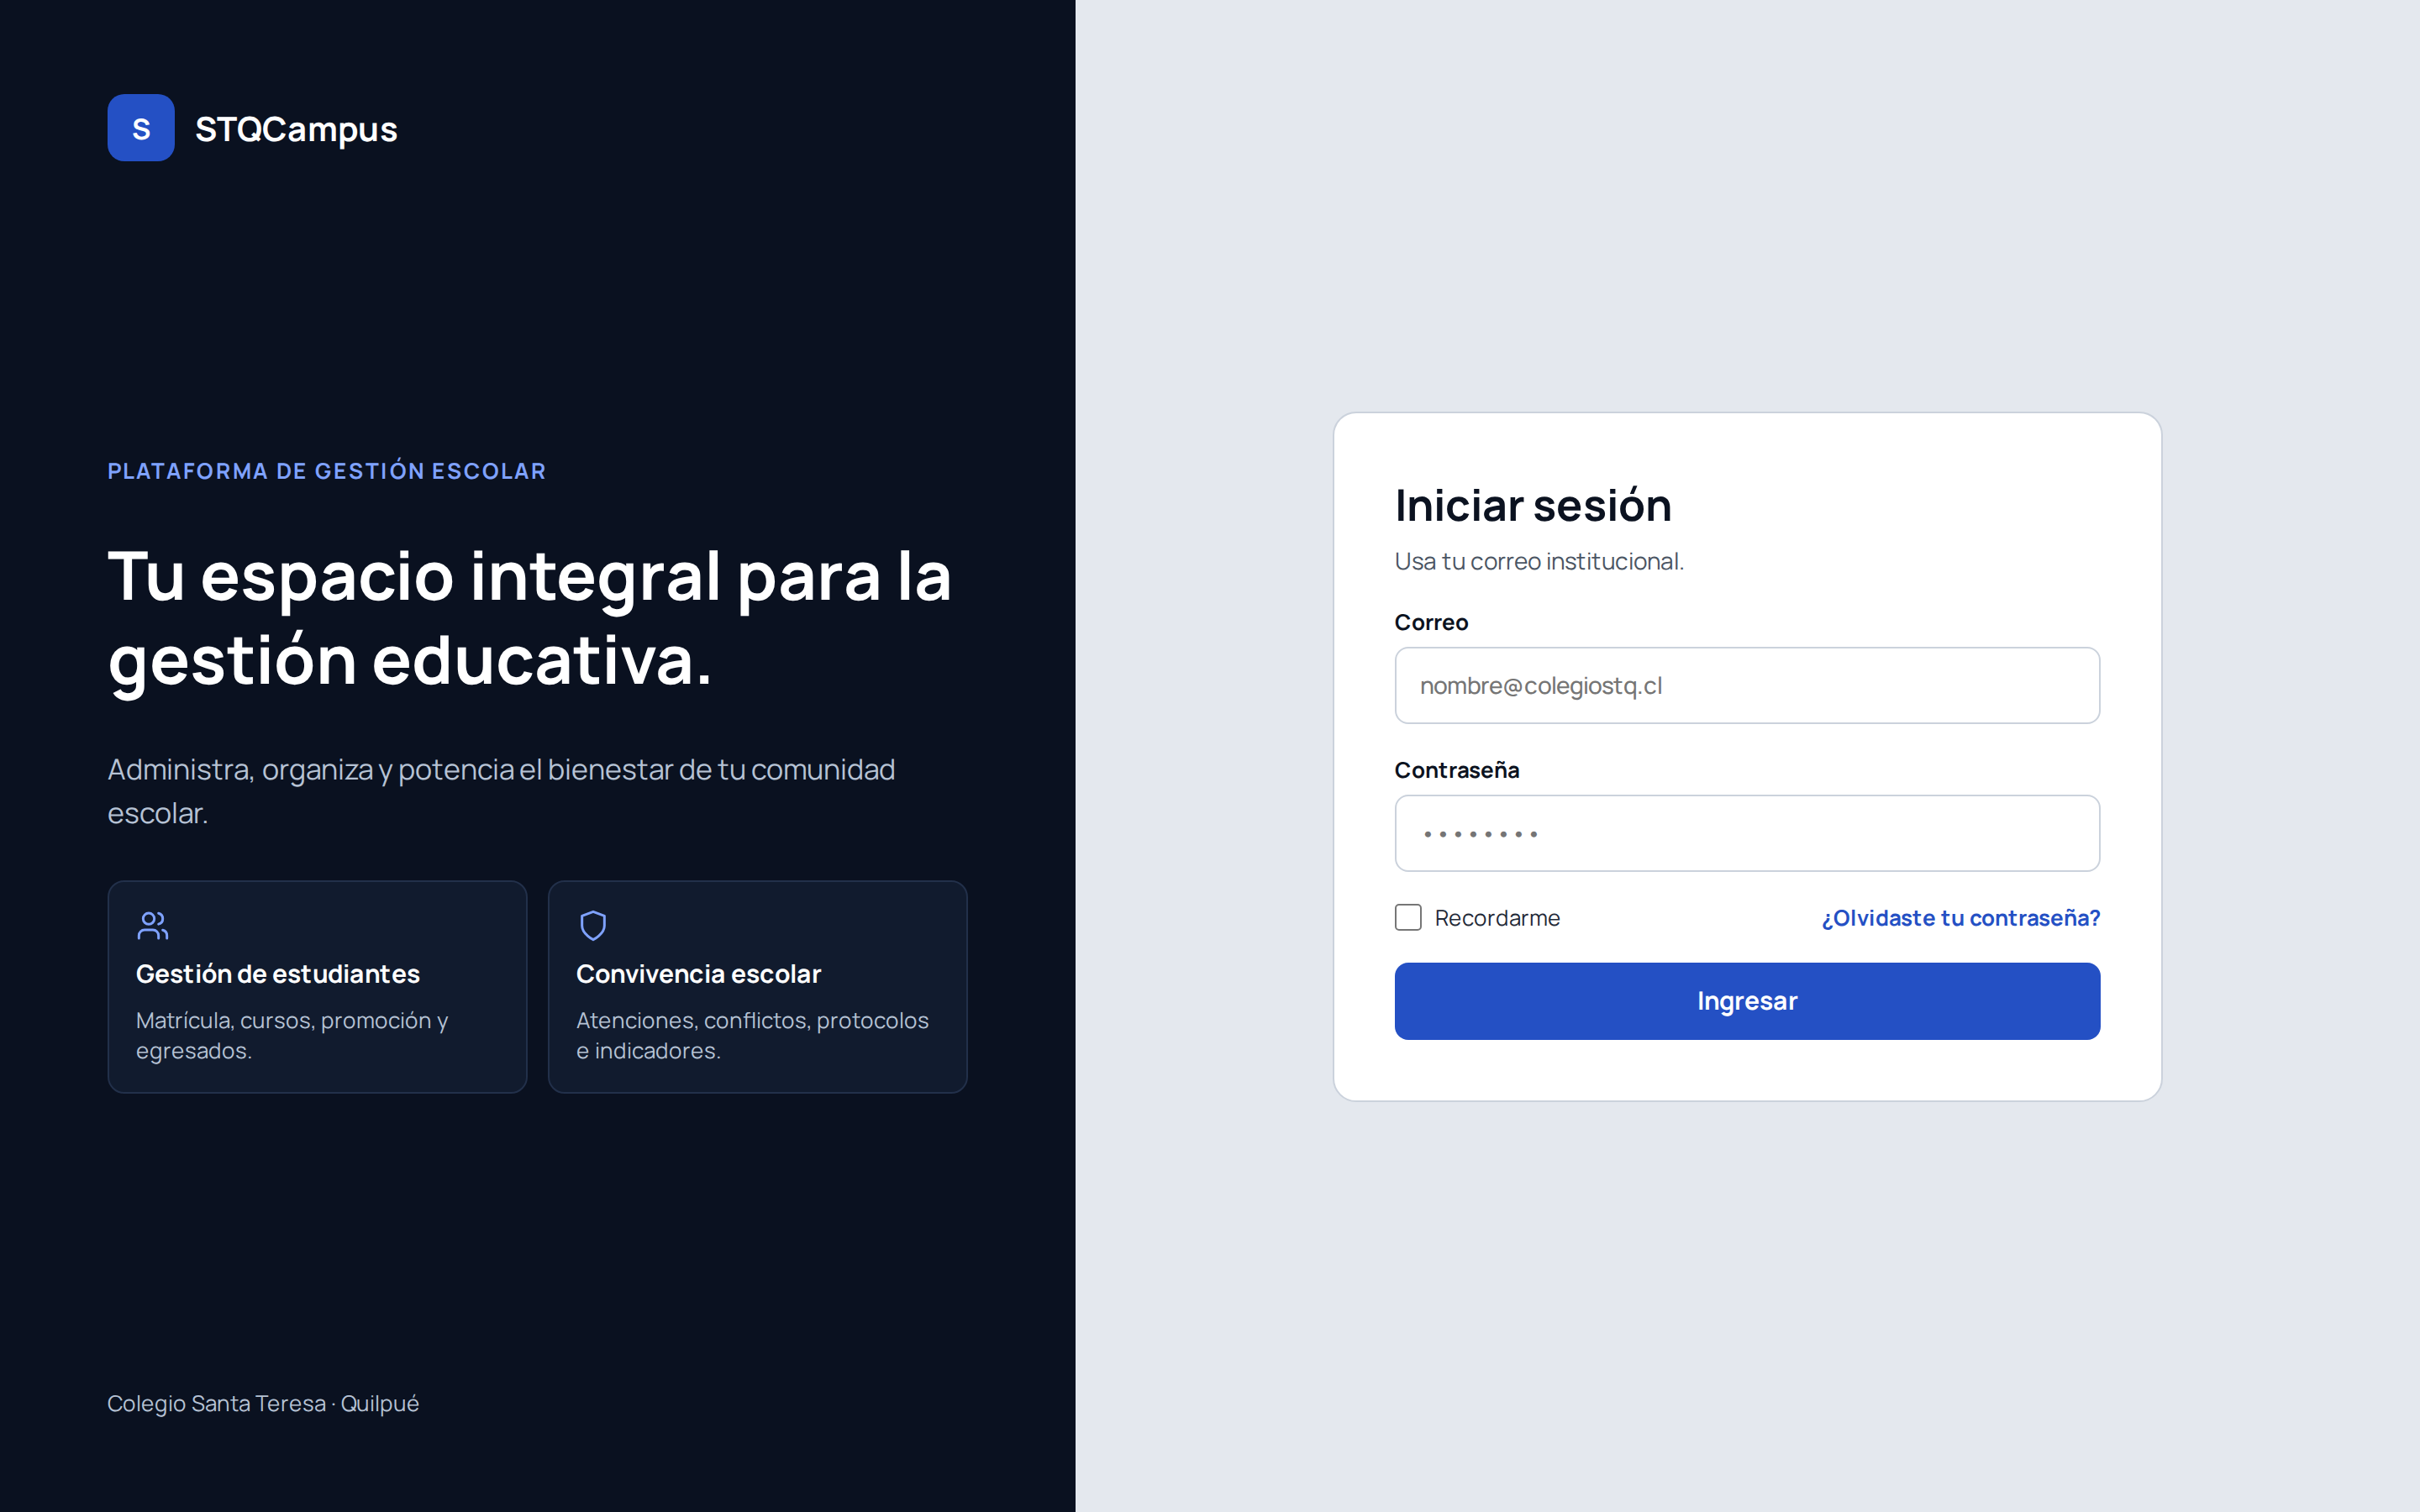 S STQCampus
PLATAFORMA DE GESTIÓN ESCOLAR
Tu espacio integral para la
gestión educativa.
Administra, organiza y potencia el bienestar de tu comunidad
escolar.
Gestión de estudiantes
Matrícula, cursos, promoción y
egresados.
Convivencia escolar
Atenciones, conflictos, protocolos
e indicadores.
Colegio Santa Teresa · Quilpué
Iniciar sesión
Usa tu correo institucional.
Correo
nombre@colegiostq.cl
Contraseña
••••••••
Recordarme
¿Olvidaste tu contraseña?
Ingresar